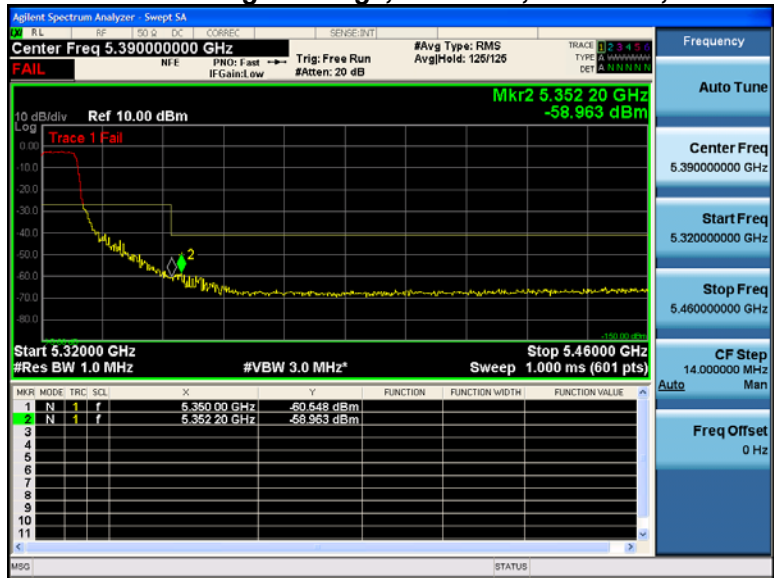 Agilent Spectrum Analyzer - Swept SA
RL RF 50 Ω DC CORREC SENSE:INT
Center Freq 5.390000000 GHz
FAIL
NFE PNO: Fast
IFGain:Low
Trig: Free Run
#Atten: 20 dB
#Avg Type: RMS
Avg|Hold: 125/125
TRACE 1 2 3 4 5 6
TYPE A
DET A N N N N N
Mkr2 5.352 20 GHz
-58.963 dBm
10 dB/div Ref 10.00 dBm
Log
Trace 1 Fail
0.00
-10.0
-20.0
-30.0
-40.0
-50.0
-60.0
-70.0
-80.0
2
-150.00 dBm
Start 5.32000 GHz Stop 5.46000 GHz
#Res BW 1.0 MHz #VBW 3.0 MHz* Sweep 1.000 ms (601 pts)
MKR MODE TRC SCL X Y FUNCTION FUNCTION WIDTH FUNCTION VALUE
1 N 1 f 5.350 00 GHz -60.548 dBm
2 N 1 f 5.352 20 GHz -58.963 dBm
3
4
5
6
7
8
9
10
11
MSG STATUS
Frequency
Auto Tune
Center Freq
5.390000000 GHz
Start Freq
5.320000000 GHz
Stop Freq
5.460000000 GHz
CF Step
14.000000 MHz
Auto Man
Freq Offset
0 Hz